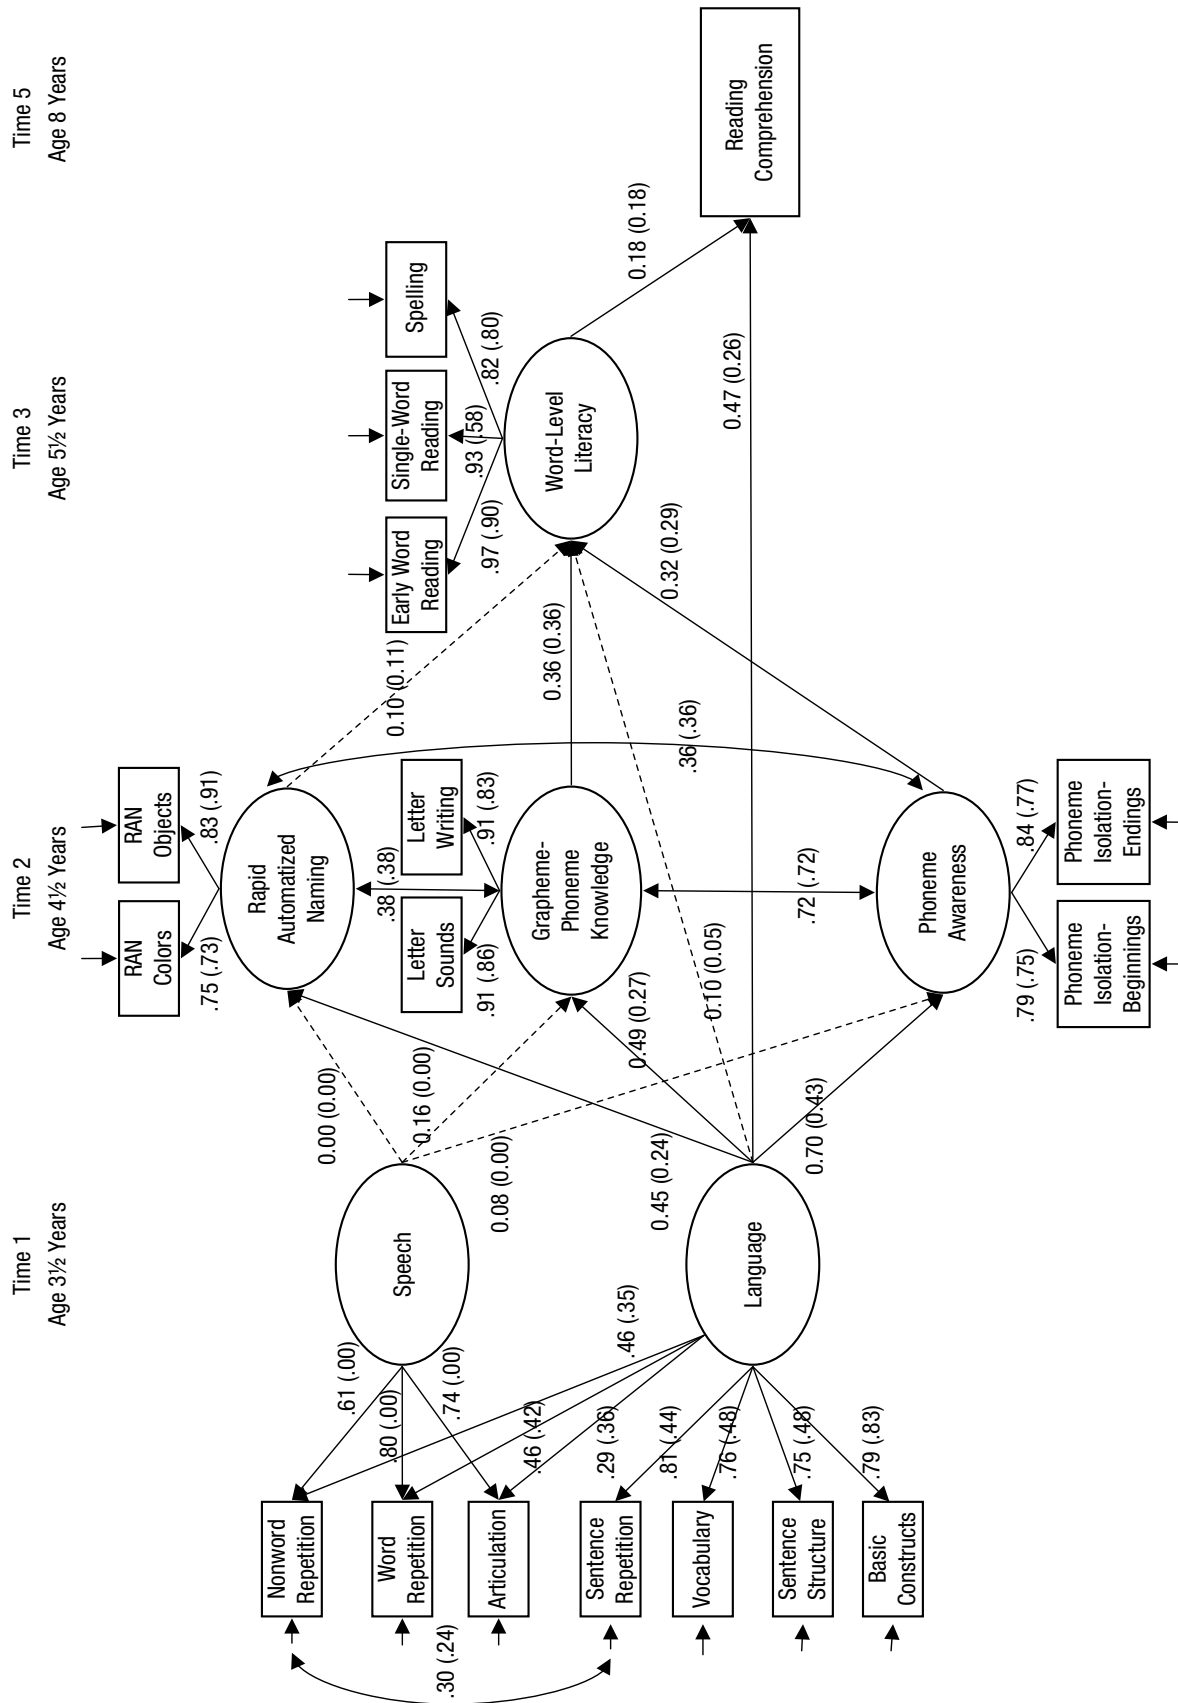 Time 1
Age 3½ Years
Time 2
Age 4½ Years
Time 3
Age 5½ Years
Time 5
Age 8 Years
Nonword
Repetition
Word
Repetition
Articulation
Sentence
Repetition
Vocabulary
Sentence
Structure
Basic
Constructs
.30 (.24)
.61 (.00)
.80 (.00)
.74 (.00)
.46 (.35)
.46 (.42)
.29 (.36)
.81 (.44)
.76 (.48)
.75 (.48)
.79 (.83)
Speech
Language
0.00 (0.00)
0.16 (0.00)
0.08 (0.00)
0.45 (0.24)
0.49 (0.27)
0.10 (0.05)
0.70 (0.43)
RAN
Colors
RAN
Objects
.75 (.73)
.83 (.91)
Rapid
Automatized
Naming
.38 (.38)
Letter
Sounds
Letter
Writing
.91 (.86)
.91 (.83)
Grapheme-
Phoneme
Knowledge
.72 (.72)
.36 (.36)
Phoneme
Awareness
.79 (.75)
.84 (.77)
Phoneme
Isolation-
Beginnings
Phoneme
Isolation-
Endings
0.10 (0.11)
0.36 (0.36)
0.32 (0.29)
0.47 (0.26)
Early Word
Reading
Single-Word
Reading
Spelling
.97 (.90)
.93 (.58)
.82 (.80)
Word-Level
Literacy
0.18 (0.18)
Reading
Comprehension